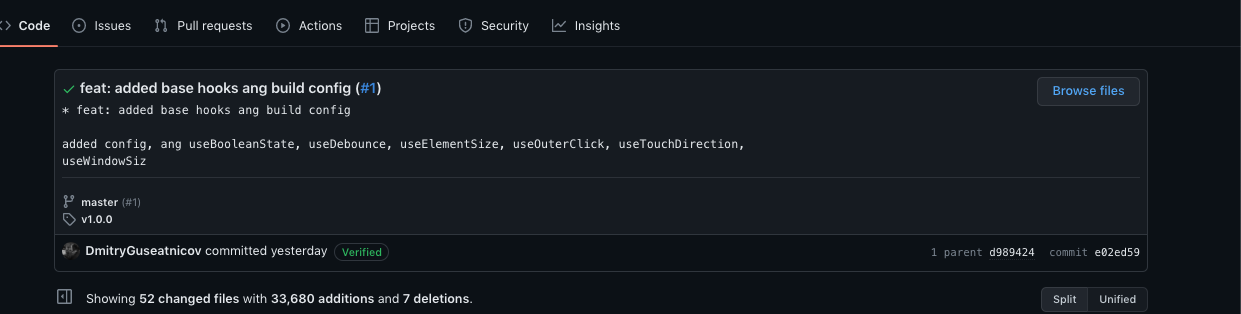 Code Issues Pull requests Actions Projects Security Insights
feat: added base hooks ang build config (#1)
Browse files
* feat: added base hooks ang build config
added config, ang useBooleanState, useDebounce, useElementSize, useOuterClick, useTouchDirection,
useWindowSiz
master (#1)
v1.0.0
DmitryGuseatnicov committed yesterday Verified 1 parent d989424 commit e02ed59
Showing 52 changed files with 33,680 additions and 7 deletions. Split Unified